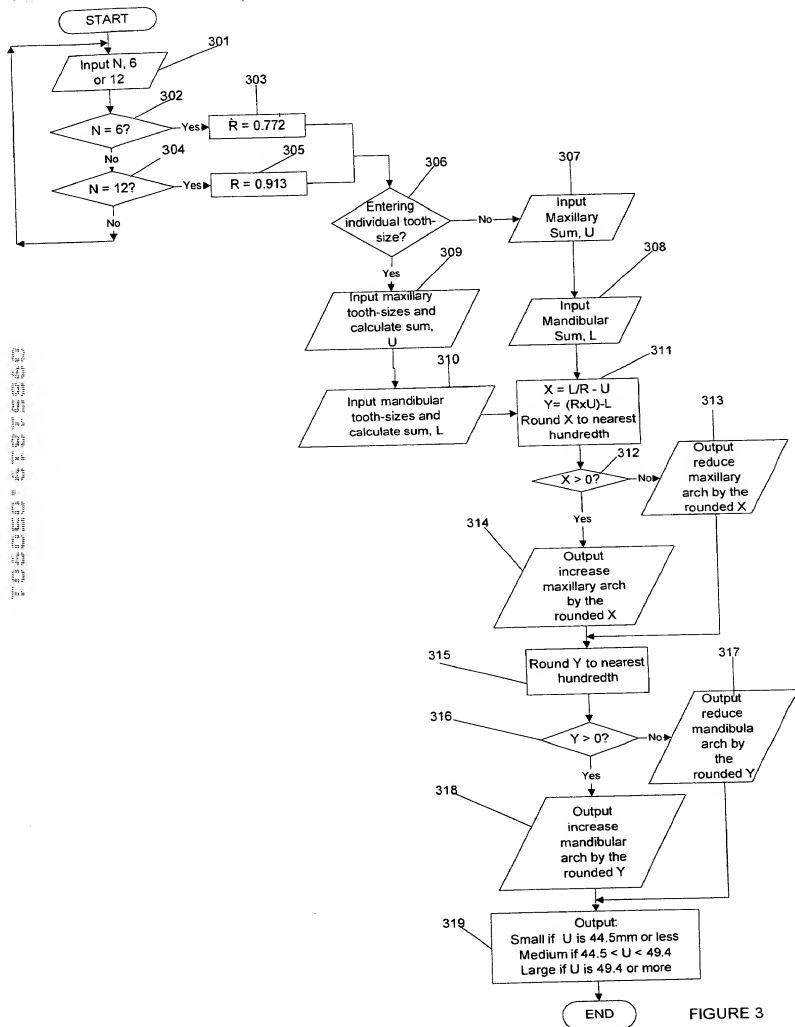 START
301
Input N, 6
or 12
302
303
N = 6?
Yes
R = 0.772
No
304
305
N = 12?
Yes
R = 0.913
No
306
307
Entering
individual tooth-
size?
No
Input
Maxillary
Sum, U
Yes
308
309
Input maxillary
tooth-sizes and
calculate sum,
U
Input
Mandibular
Sum, L
310
311
Input mandibular
tooth-sizes and
calculate sum, L
X = L/R - U
Y= (RxU)-L
Round X to nearest
hundredth
313
312
X > 0?
No
Output
reduce
maxillary
arch by the
rounded X
Yes
314
Output
increase
maxillary arch
by the
rounded X
315
Round Y to nearest
hundredth
317
316
Y > 0?
No
Output
reduce
mandibula
arch by
the
rounded Y
Yes
318
Output
increase
mandibular
arch by the
rounded Y
319
Output:
Small if U is 44.5mm or less
Medium if 44.5 < U < 49.4
Large if U is 49.4 or more
END
FIGURE 3